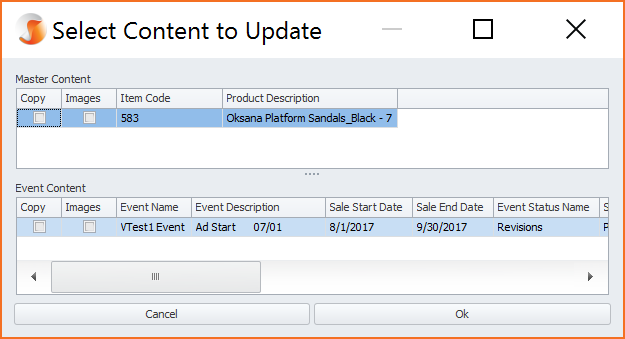 Select Content to Update
Master Content
Copy Images Item Code Product Description
583 Oksana Platform Sandals_Black - 7
Event Content
Copy Images Event Name Event Description Sale Start Date Sale End Date Event Status Name S
VTest1 Event Ad Start 07/01 8/1/2017 9/30/2017 Revisions P
Cancel Ok